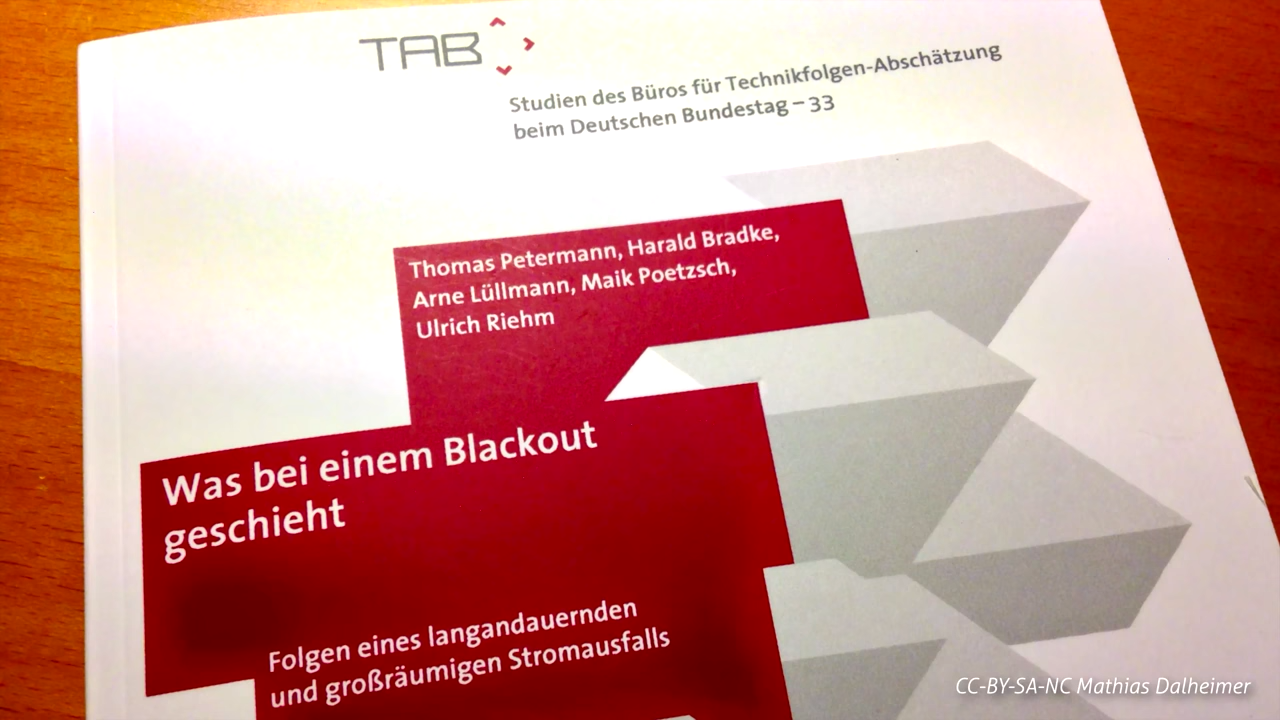 TAB
Studien des Büros für Technikfolgen-Abschätzung
beim Deutschen Bundestag – 33
Thomas Petermann, Harald Bradke,
Arne Lüllmann, Maik Poetzsch,
Ulrich Riehm
Was bei einem Blackout
geschieht
Folgen eines langandauernden
und großräumigen Stromausfalls
CC-BY-SA-NC Mathias Dalheimer